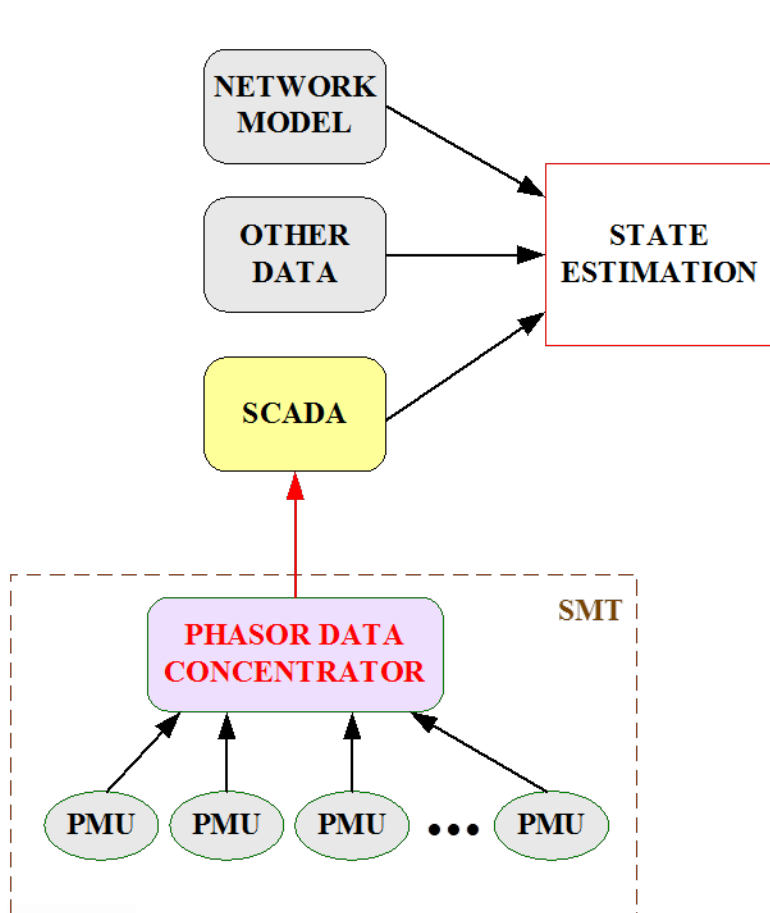 NETWORK
MODEL
OTHER
DATA
STATE
ESTIMATION
SCADA
SMT
PHASOR DATA
CONCENTRATOR
PMU PMU PMU ••• PMU